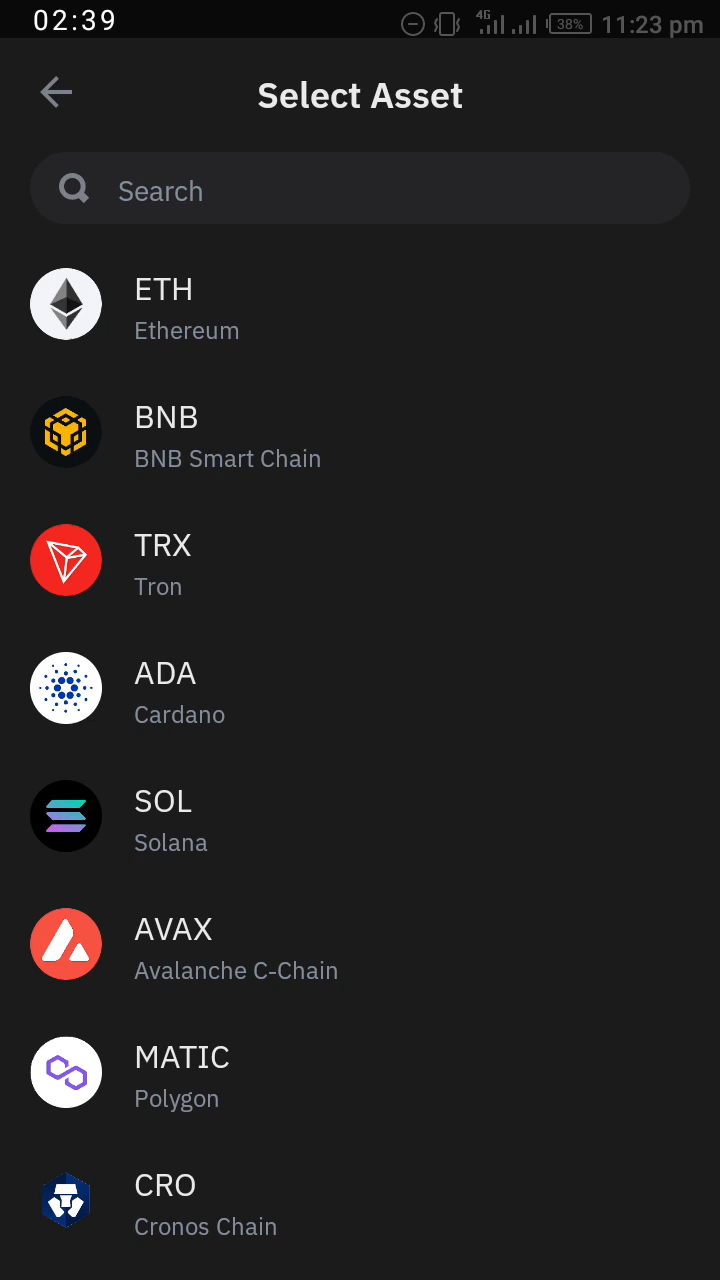 02:39
4G 38% 11:23 pm
Select Asset
Search
ETH
Ethereum
BNB
BNB Smart Chain
TRX
Tron
ADA
Cardano
SOL
Solana
AVAX
Avalanche C-Chain
MATIC
Polygon
CRO
Cronos Chain